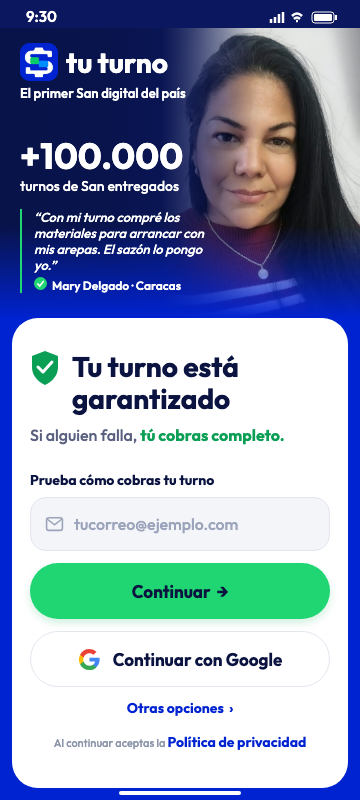 9:30
tu turno
El primer San digital del país
+100.000
turnos de San entregados
“Con mi turno compré los
materiales para arrancar con
mis arepas. El sazón lo pongo
yo.”
Mary Delgado · Caracas
Tu turno está
garantizado
Si alguien falla, tú cobras completo.
Prueba cómo cobras tu turno
tucorreo@ejemplo.com
Continuar →
Continuar con Google
Otras opciones ›
Al continuar aceptas la Política de privacidad